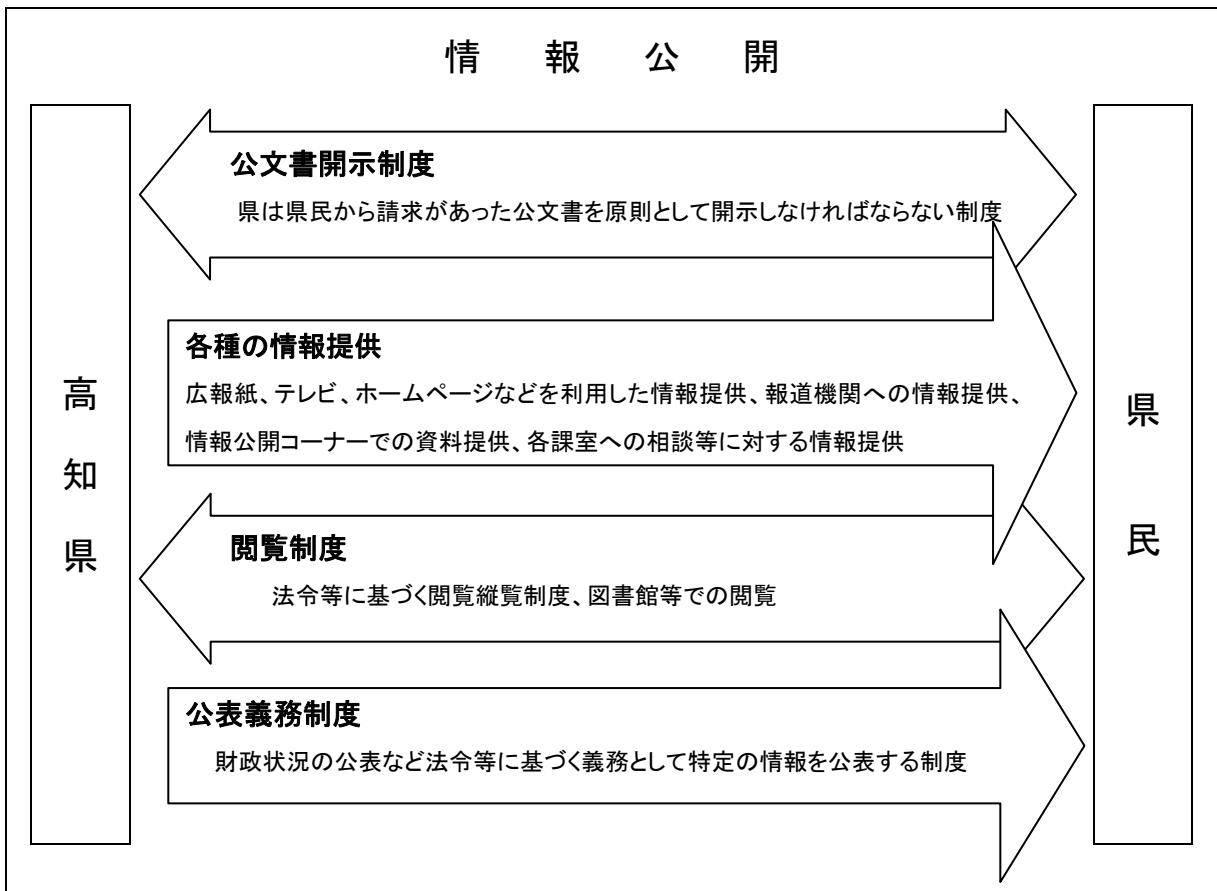 情報公開
高知県
公文書開示制度
県は県民から請求があった公文書を原則として開示しなければならない制度
各種の情報提供
広報紙、テレビ、ホームページなどを利用した情報提供、報道機関への情報提供、
情報公開コーナーでの資料提供、各課室への相談等に対する情報提供
閲覧制度
法令等に基づく閲覧縦覧制度、図書館等での閲覧
公表義務制度
財政状況の公表など法令等に基づく義務として特定の情報を公表する制度
県民